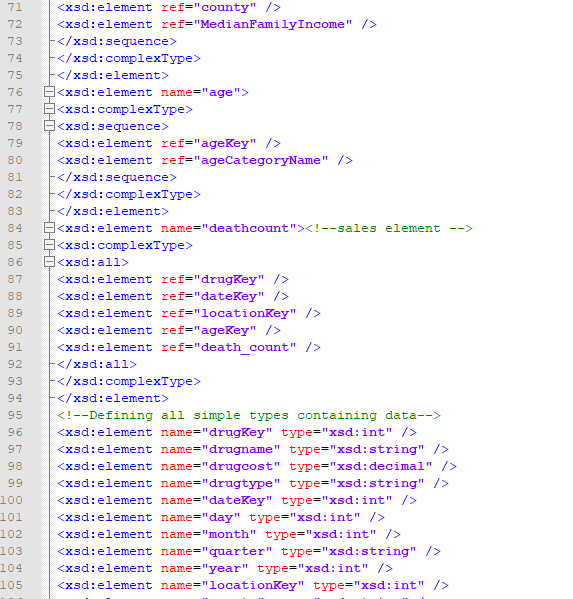 71 <xsd:element ref="county" />
72 <xsd:element ref="MedianFamilyIncome" />
73 </xsd:sequence>
74 </xsd:complexType>
75 </xsd:element>
76 <xsd:element name="age">
77 <xsd:complexType>
78 <xsd:sequence>
79 <xsd:element ref="ageKey" />
80 <xsd:element ref="ageCategoryName" />
81 </xsd:sequence>
82 </xsd:complexType>
83 </xsd:element>
84 <xsd:element name="deathcount"><!--sales element -->
85 <xsd:complexType>
86 <xsd:all>
87 <xsd:element ref="drugKey" />
88 <xsd:element ref="dateKey" />
89 <xsd:element ref="locationKey" />
90 <xsd:element ref="ageKey" />
91 <xsd:element ref="death_count" />
92 </xsd:all>
93 </xsd:complexType>
94 </xsd:element>
95 <!--Defining all simple types containing data-->
96 <xsd:element name="drugKey" type="xsd:int" />
97 <xsd:element name="drugname" type="xsd:string" />
98 <xsd:element name="drugcost" type="xsd:decimal" />
99 <xsd:element name="drugtype" type="xsd:string" />
100 <xsd:element name="dateKey" type="xsd:int" />
101 <xsd:element name="day" type="xsd:int" />
102 <xsd:element name="month" type="xsd:int" />
103 <xsd:element name="quarter" type="xsd:string" />
104 <xsd:element name="year" type="xsd:int" />
105 <xsd:element name="locationKey" type="xsd:int" />